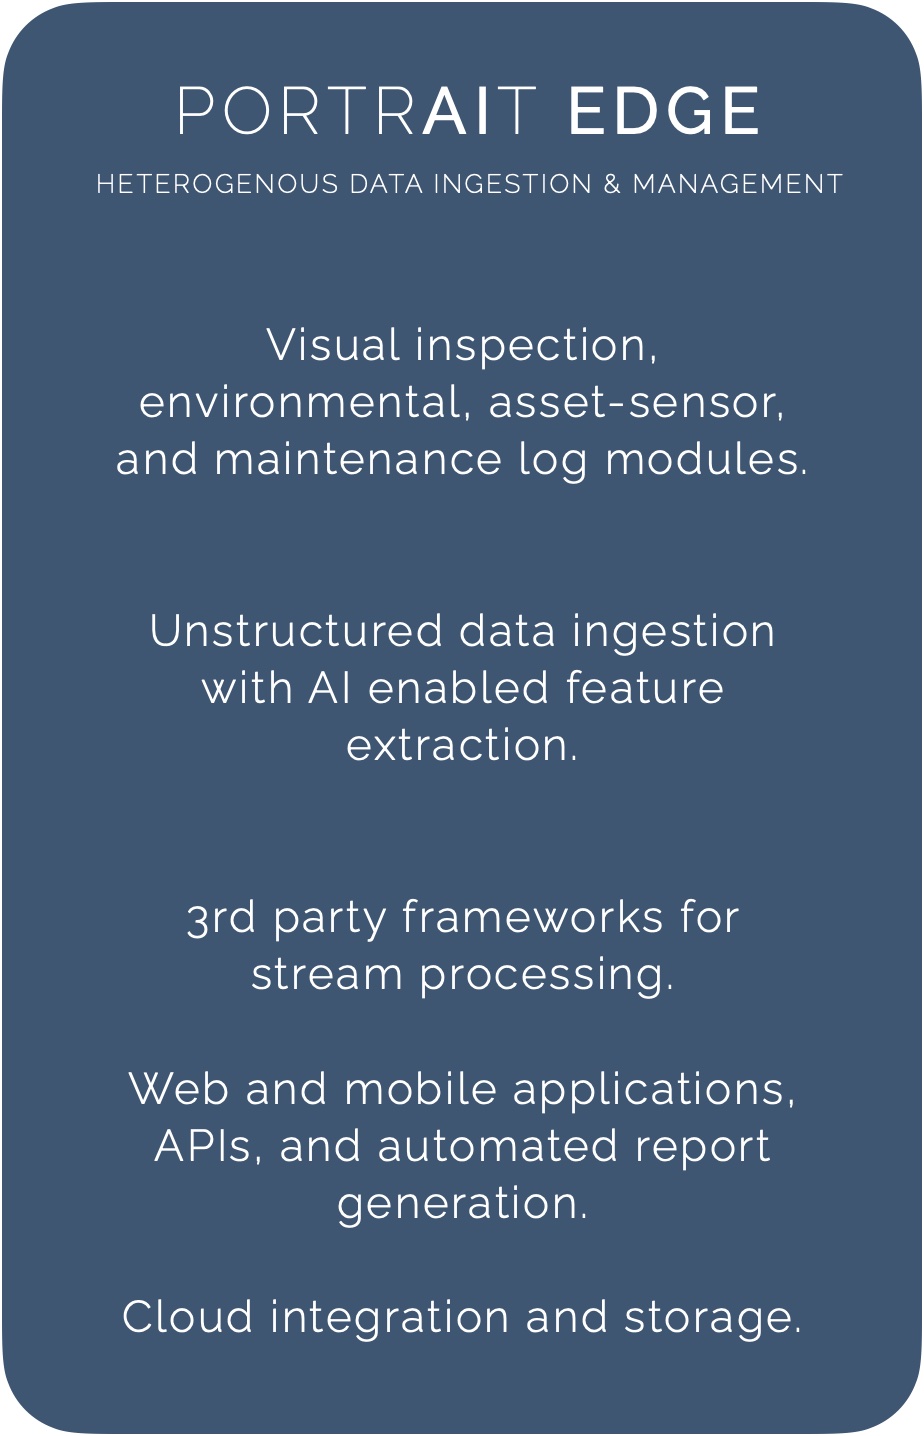 PORTRAIT EDGE
HETEROGENOUS DATA INGESTION & MANAGEMENT
Visual inspection,
environmental, asset-sensor,
and maintenance log modules.
Unstructured data ingestion
with AI enabled feature
extraction.
3rd party frameworks for
stream processing.
Web and mobile applications,
APIs, and automated report
generation.
Cloud integration and storage.